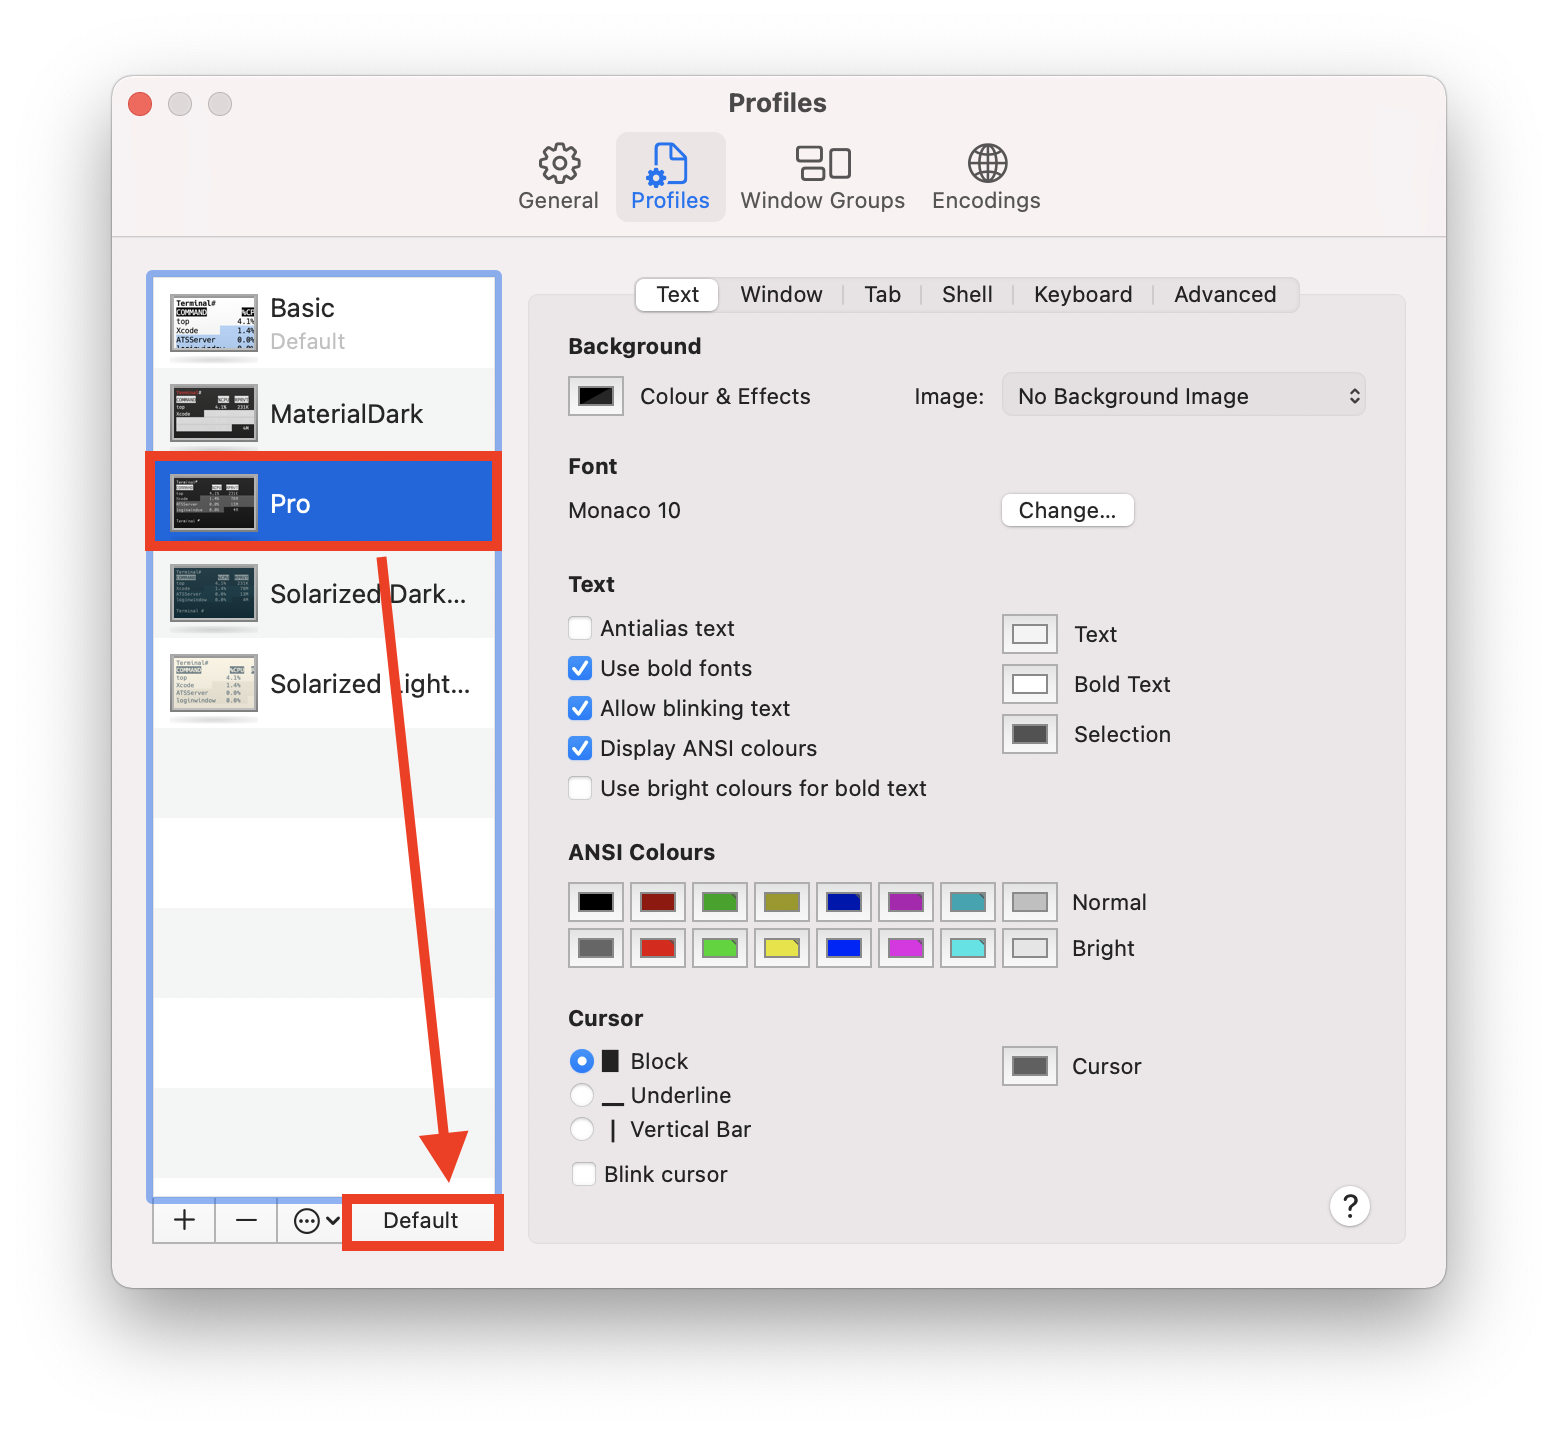 Profiles
General
Profiles
Window Groups
Encodings
Basic
Default
MaterialDark
Pro
Solarized Dark...
Solarized Light...
Default
Text
Window
Tab
Shell
Keyboard
Advanced
Background
Colour & Effects
Image:
No Background Image
Font
Monaco 10
Change...
Text
Antialias text
Use bold fonts
Allow blinking text
Display ANSI colours
Use bright colours for bold text
Text
Bold Text
Selection
ANSI Colours
Normal
Bright
Cursor
Block
Underline
Vertical Bar
Blink cursor
Cursor
?